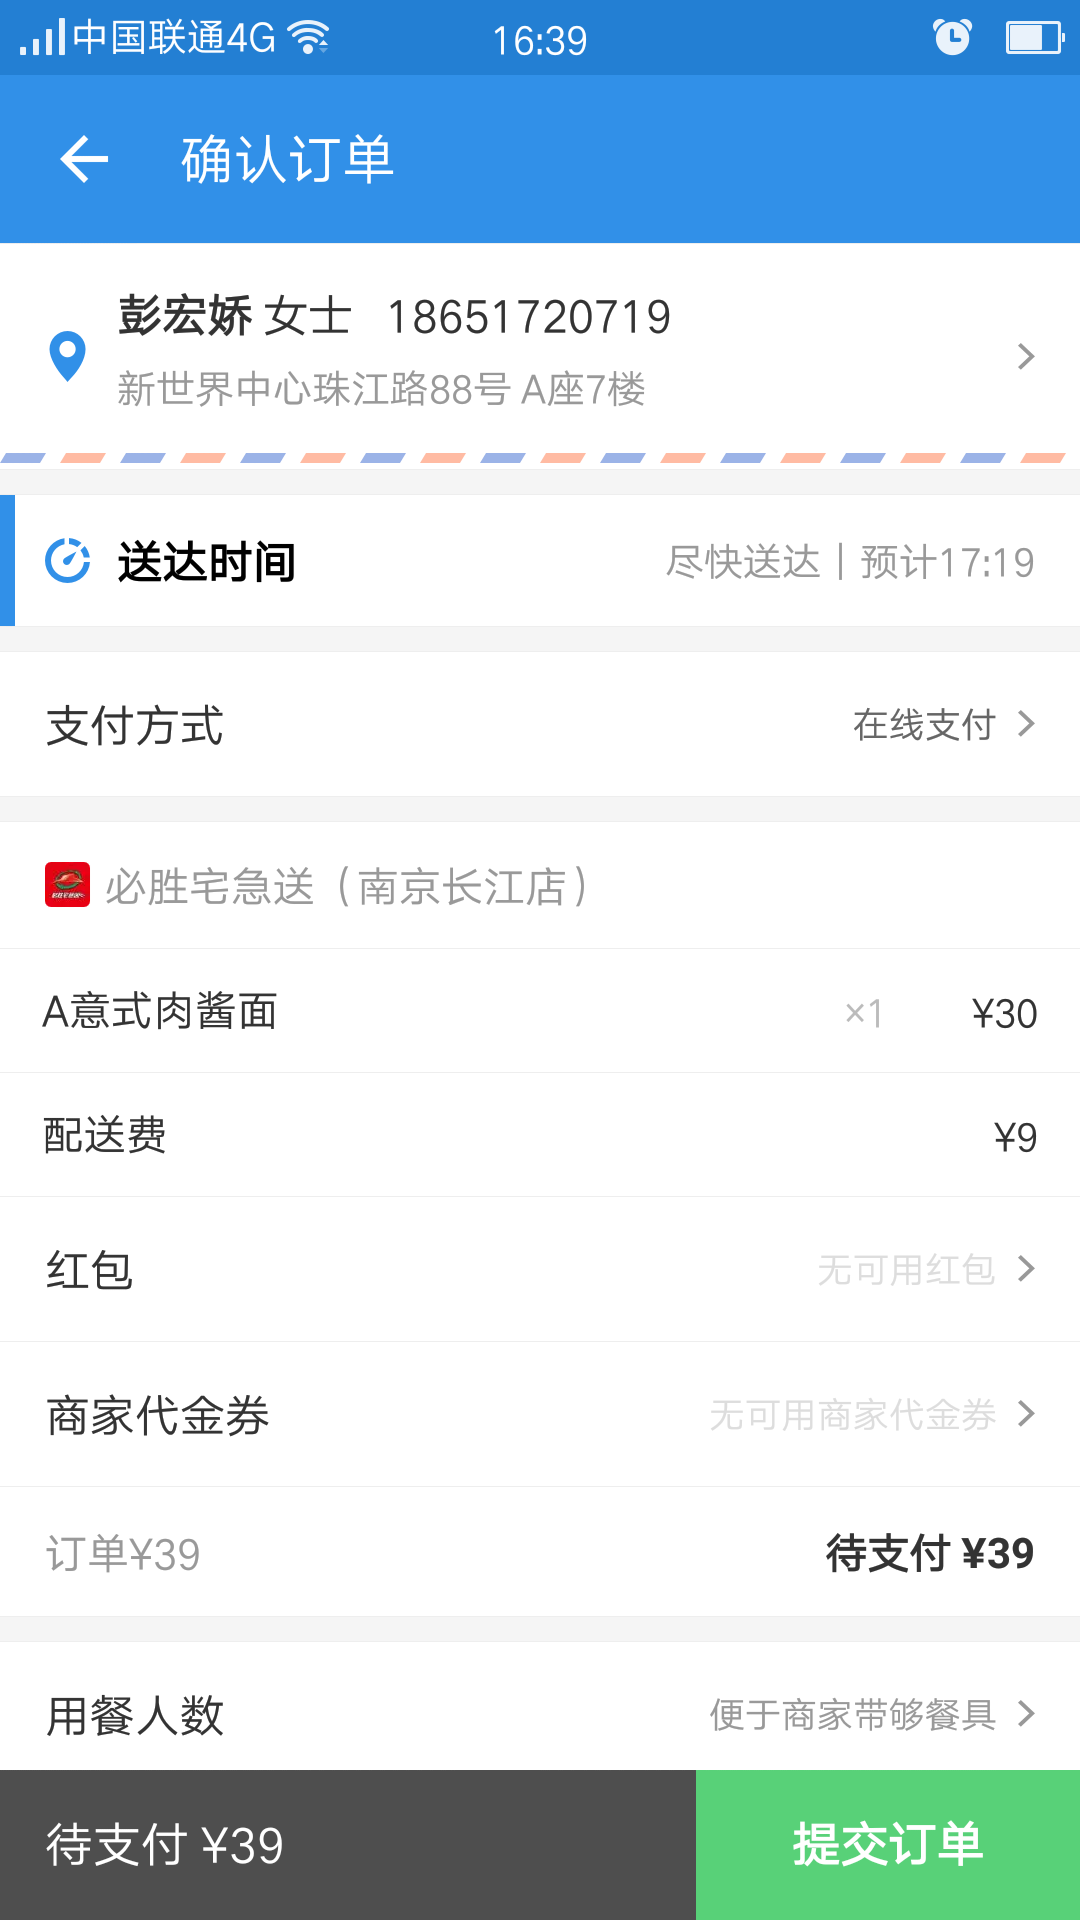 中国联通4G 16:39
确认订单
彭宏娇 女士 18651720719
新世界中心珠江路88号 A座7楼
送达时间 尽快送达｜预计17:19
支付方式 在线支付
必胜宅急送（南京长江店）
A意式肉酱面 ×1 ¥30
配送费 ¥9
红包 无可用红包
商家代金券 无可用商家代金券
订单¥39 待支付 ¥39
用餐人数 便于商家带够餐具
待支付 ¥39 提交订单